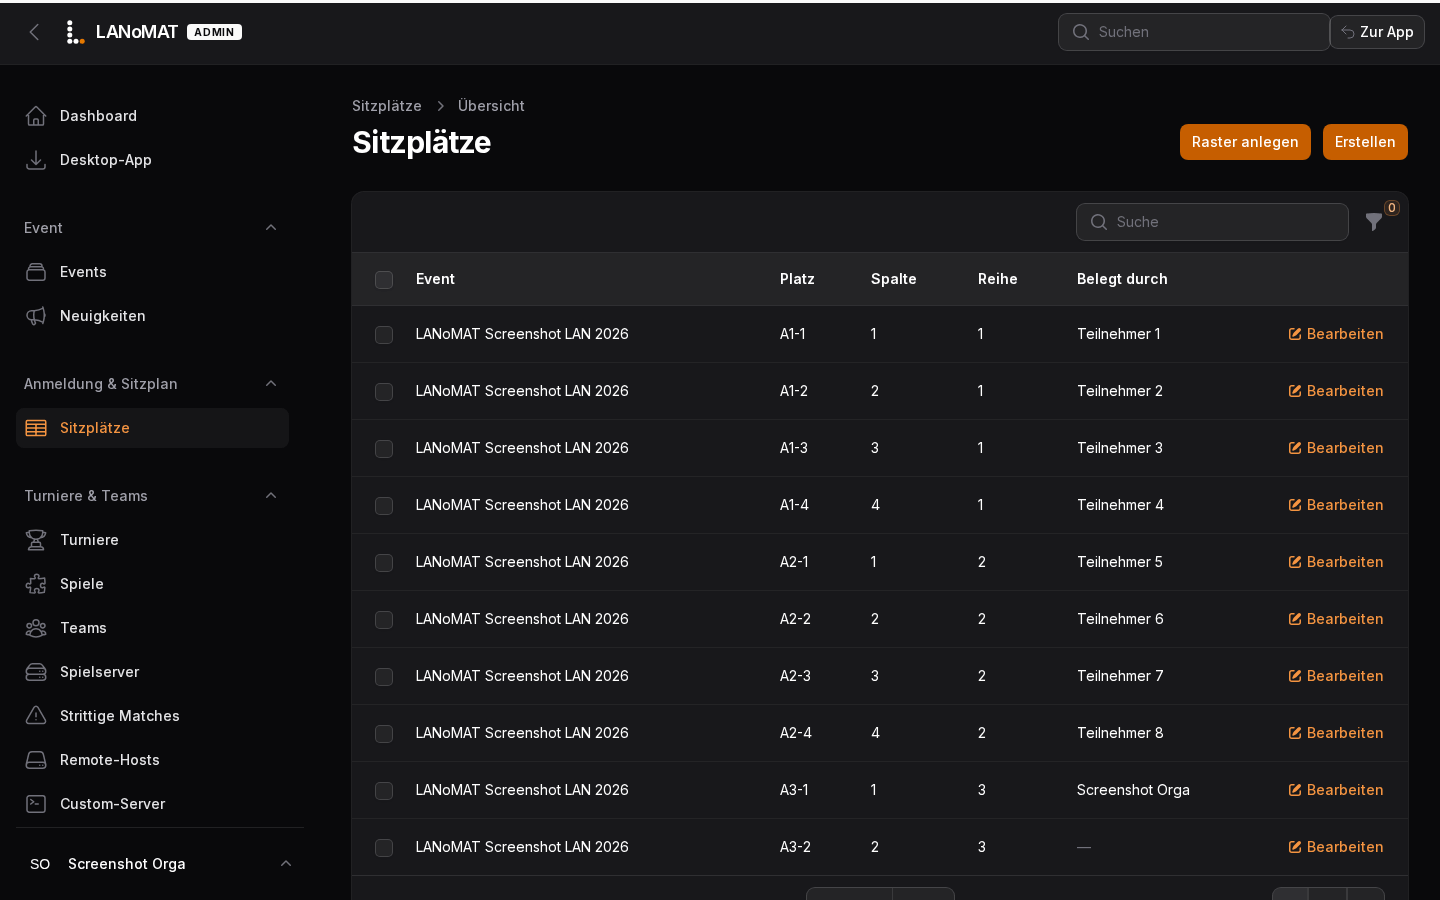 LANoMAT ADMIN
Suchen
Zur App
Dashboard
Desktop-App
Event
Events
Neuigkeiten
Anmeldung & Sitzplan
Sitzplätze
Turniere & Teams
Turniere
Spiele
Teams
Spielserver
Strittige Matches
Remote-Hosts
Custom-Server
SO Screenshot Orga
Sitzplätze Übersicht
Sitzplätze
Raster anlegen Erstellen
Suche 0
Event Platz Spalte Reihe Belegt durch
LANoMAT Screenshot LAN 2026 A1-1 1 1 Teilnehmer 1 Bearbeiten
LANoMAT Screenshot LAN 2026 A1-2 2 1 Teilnehmer 2 Bearbeiten
LANoMAT Screenshot LAN 2026 A1-3 3 1 Teilnehmer 3 Bearbeiten
LANoMAT Screenshot LAN 2026 A1-4 4 1 Teilnehmer 4 Bearbeiten
LANoMAT Screenshot LAN 2026 A2-1 1 2 Teilnehmer 5 Bearbeiten
LANoMAT Screenshot LAN 2026 A2-2 2 2 Teilnehmer 6 Bearbeiten
LANoMAT Screenshot LAN 2026 A2-3 3 2 Teilnehmer 7 Bearbeiten
LANoMAT Screenshot LAN 2026 A2-4 4 2 Teilnehmer 8 Bearbeiten
LANoMAT Screenshot LAN 2026 A3-1 1 3 Screenshot Orga Bearbeiten
LANoMAT Screenshot LAN 2026 A3-2 2 3 — Bearbeiten